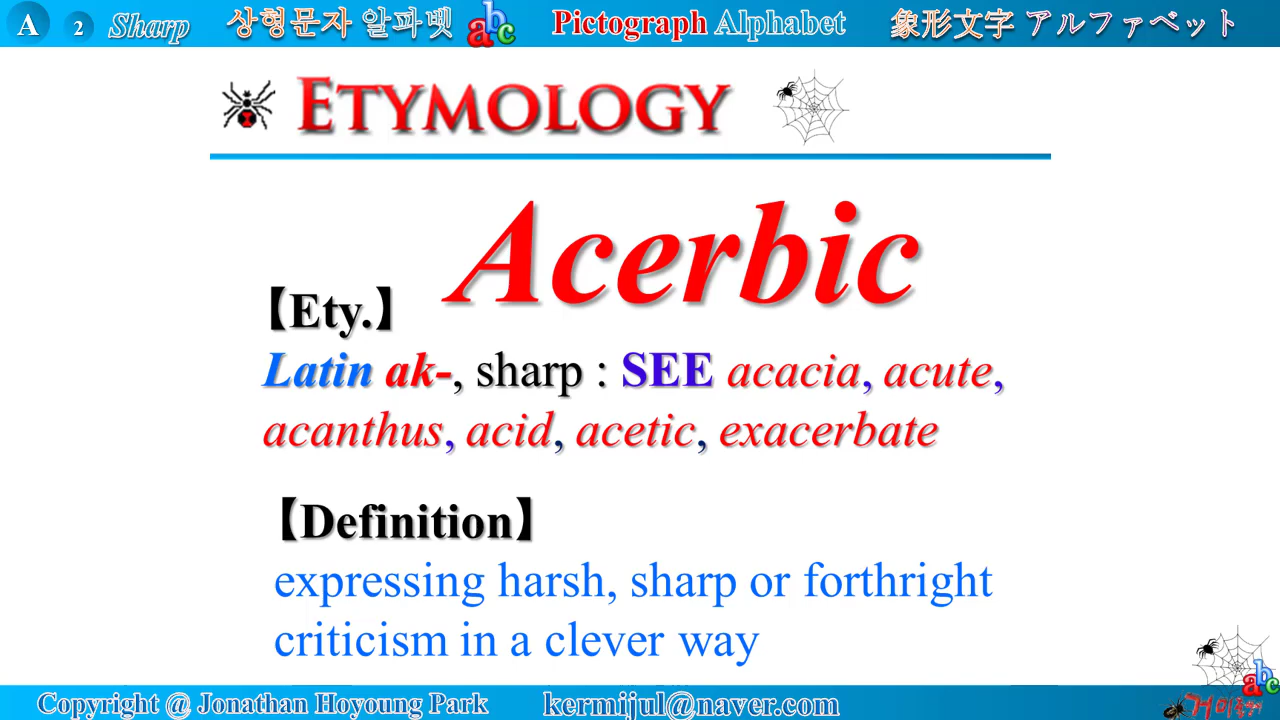 A 2 Sharp 상형문자 알파벳 abc Pictograph Alphabet 象形文字 アルファベット
ETYMOLOGY
Acerbic
【Ety.】
Latin ak-, sharp : SEE acacia, acute,
acanthus, acid, acetic, exacerbate
【Definition】
expressing harsh, sharp or forthright
criticism in a clever way
abc
Copyright @ Jonathan Hoyoung Park kermijul@naver.com